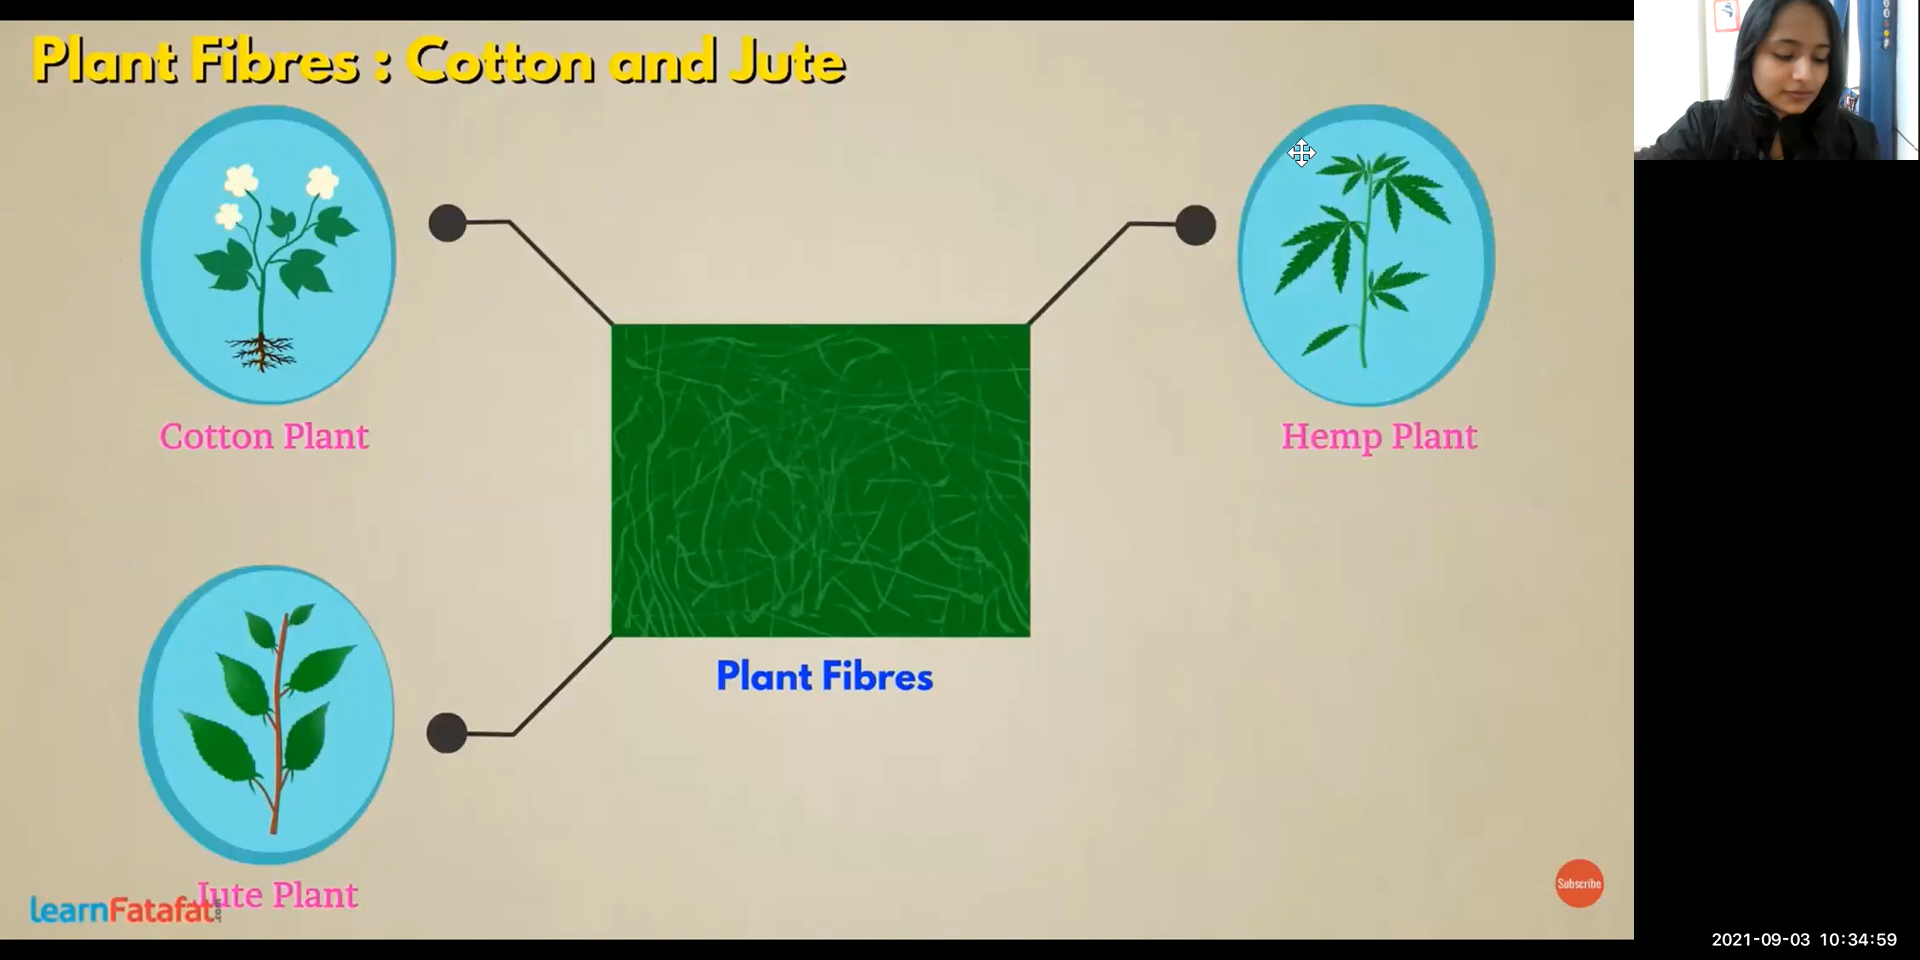 Plant Fibres : Cotton and Jute
Cotton Plant
Hemp Plant
Plant Fibres
Jute Plant
learnFatafat.com
Subscribe
2021-09-03 10:34:59